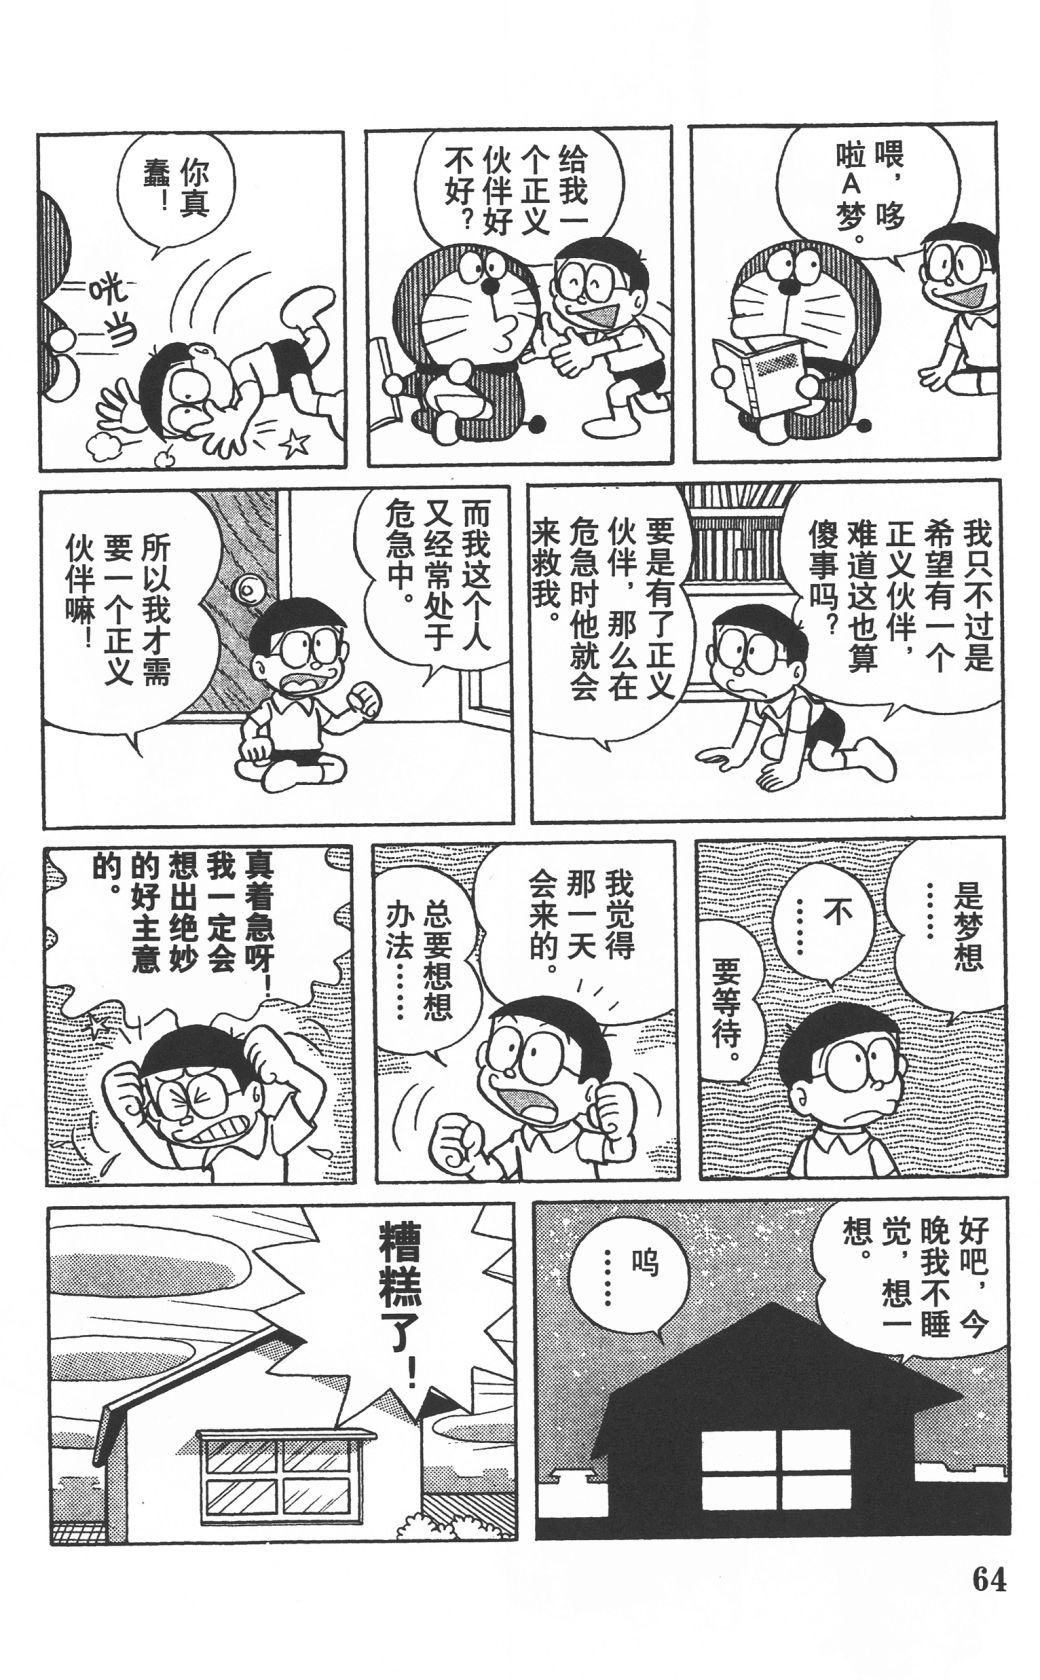 喂，哆
啦A梦。
给我一
个正义
伙伴好
不好？
你真
蠢！
咣
当
我只不过是
希望有一个
正义伙伴，
难道这也算
傻事吗？
要是有了正义
伙伴，那么在
危急时他就会
来救我。
而我这个人
又经常处于
危急中。
所以我才需
要一个正义
伙伴嘛！
是梦想
……
不
……
要等待。
我觉得
那一天
会来的。
总要想想
办法……
真着急呀！
我一定会
想出绝妙
的好主意
的。
好吧，今
晚我不睡
觉，想一
想。
呜
……
糟糕了！
64